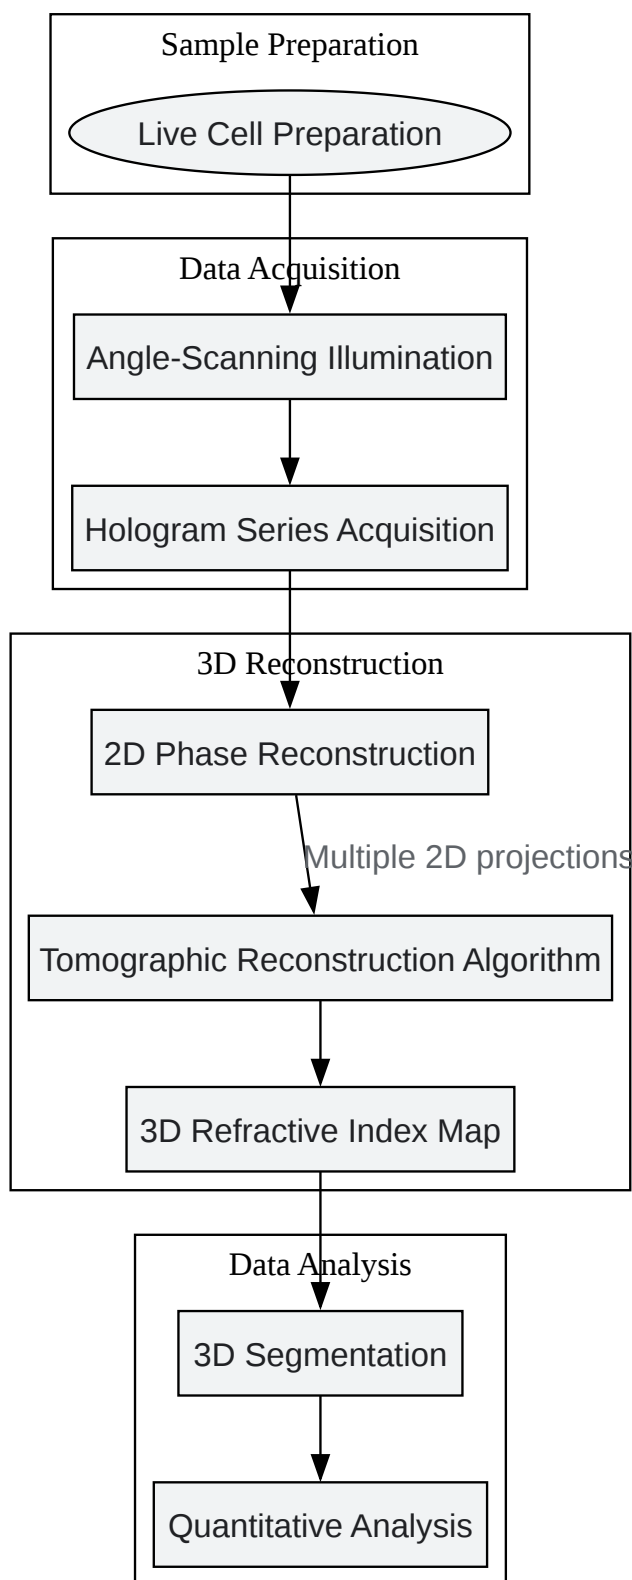 Sample Preparation
Live Cell Preparation
Data Acquisition
Angle-Scanning Illumination
Hologram Series Acquisition
3D Reconstruction
2D Phase Reconstruction
Multiple 2D projections
Tomographic Reconstruction Algorithm
3D Refractive Index Map
Data Analysis
3D Segmentation
Quantitative Analysis